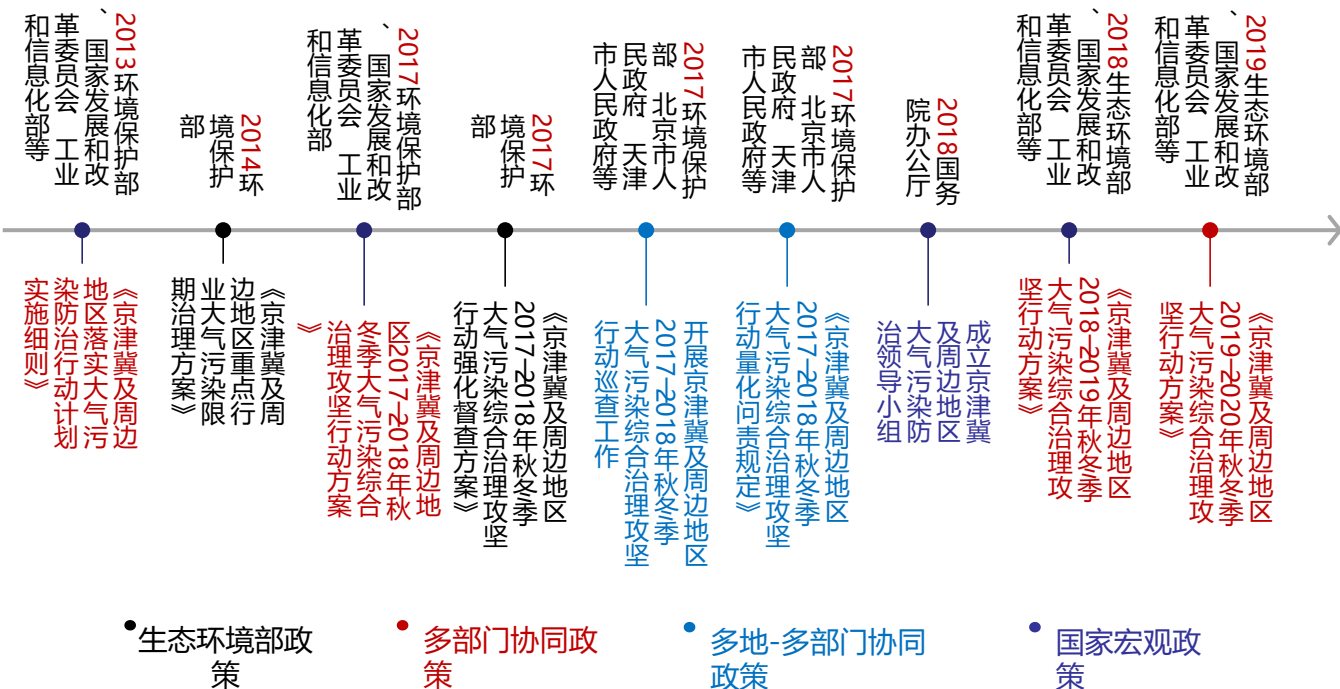 2013环境保护部
、国家发展和改
革委员会 工业
和信息化部等
2014环
境保护
部
2017环境保护部
、国家发展和改
革委员会 工业
和信息化部
2017环
境保护
部
2017环境保护
部 北京市人
民政府 天津
市人民政府等
2017环境保护
部 北京市人
民政府 天津
市人民政府等
2018国务
院办公厅
2018生态环境部
、国家发展和改
革委员会 工业
和信息化部等
2019生态环境部
、国家发展和改
革委员会 工业
和信息化部等
《京津冀及周边
地区落实大气污
染防治行动计划
实施细则》
《京津冀及周
边地区重点行
业大气污染限
期治理方案》
《京津冀及周边地
区2017-2018年秋
冬季大气污染综合
治理攻坚行动方案
》
《京津冀及周边地区
2017-2018年秋冬季
大气污染综合治理攻坚
行动强化督查方案》
开展京津冀及周边地区
2017-2018年秋冬季
大气污染综合治理攻坚
行动巡查工作
《京津冀及周边地区
2017-2018年秋冬季
大气污染综合治理攻坚
行动量化问责规定》
成立京津冀
及周边地区
大气污染防
治领导小组
《京津冀及周边地区
2018-2019年秋冬季
大气污染综合治理攻
坚行动方案》
《京津冀及周边地区
2019-2020年秋冬季
大气污染综合治理攻
坚行动方案》
生态环境部政
策
多部门协同政
策
多地-多部门协同
政策
国家宏观政
策